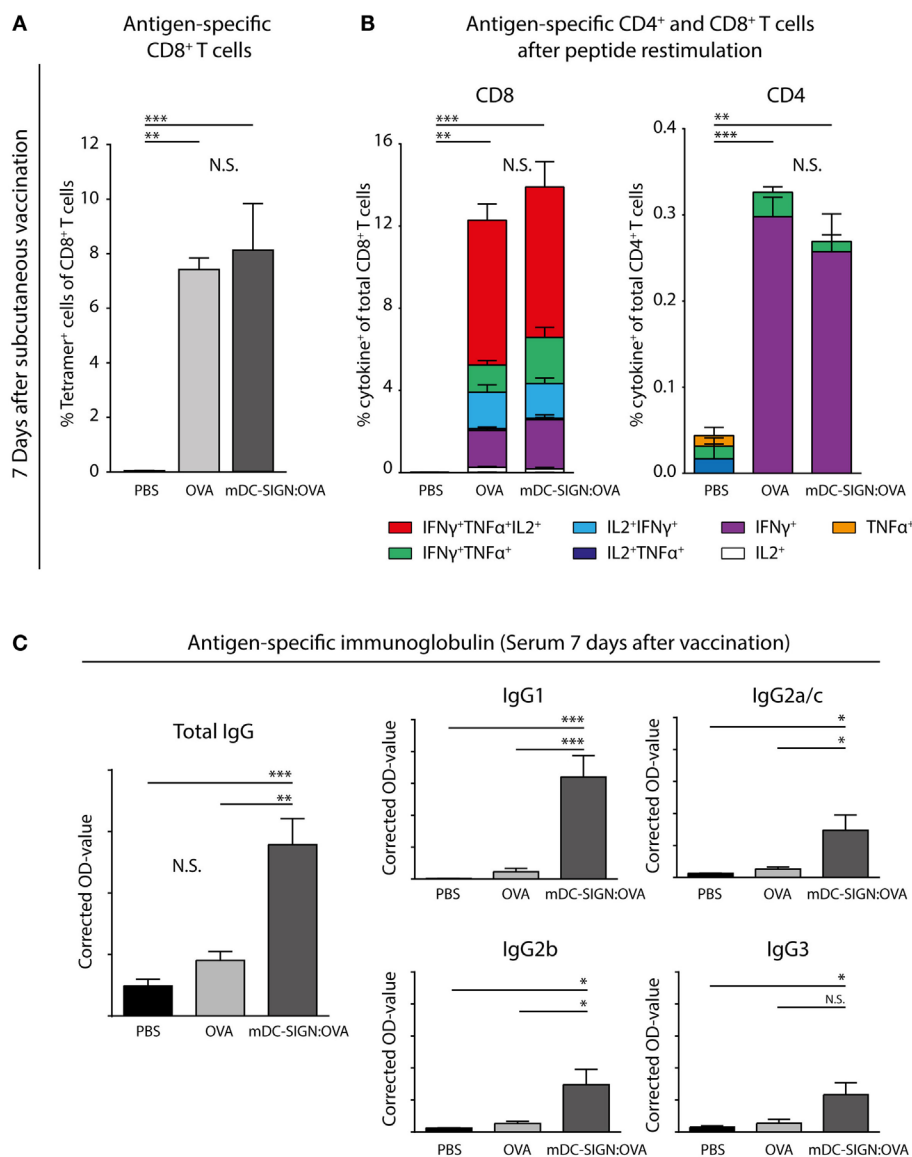 A
Antigen-specific
CD8⁺ T cells
B
Antigen-specific CD4⁺ and CD8⁺ T cells
after peptide restimulation
7 Days after subcutaneous vaccination
% Tetramer⁺ cells of CD8⁺ T cells
12
10
8
6
4
2
0
***
**
N.S.
PBS
OVA
mDC-SIGN:OVA
CD8
% cytokine⁺ of total CD8⁺ T cells
16
12
8
4
0
***
**
N.S.
PBS
OVA
mDC-SIGN:OVA
CD4
% cytokine⁺ of total CD4⁺ T cells
0.4
0.3
0.2
0.1
0.0
**
***
N.S.
PBS
OVA
mDC-SIGN:OVA
IFNγ⁺TNFα⁺IL2⁺
IL2⁺IFNγ⁺
IFNγ⁺
TNFα⁺
IFNγ⁺TNFα⁺
IL2⁺TNFα⁺
IL2⁺
C
Antigen-specific immunoglobulin (Serum 7 days after vaccination)
Total IgG
Corrected OD-value
***
**
N.S.
PBS
OVA
mDC-SIGN:OVA
IgG1
Corrected OD-value
***
***
PBS
OVA
mDC-SIGN:OVA
IgG2a/c
Corrected OD-value
*
*
PBS
OVA
mDC-SIGN:OVA
IgG2b
Corrected OD-value
*
*
PBS
OVA
mDC-SIGN:OVA
IgG3
Corrected OD-value
*
N.S.
PBS
OVA
mDC-SIGN:OVA